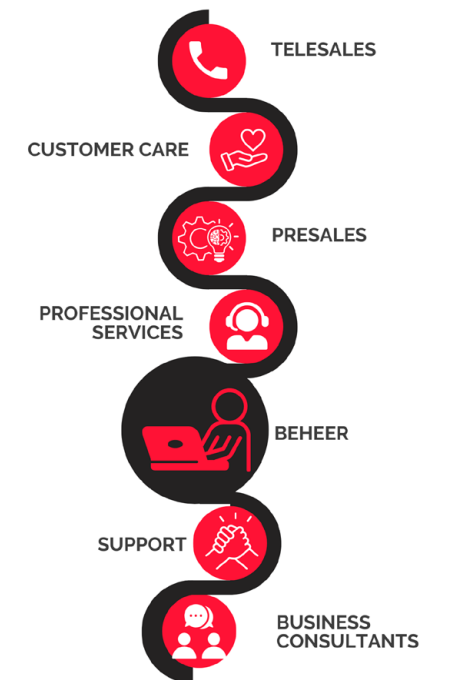 TELESALES
CUSTOMER CARE
PRESALES
PROFESSIONAL
SERVICES
BEHEER
SUPPORT
BUSINESS
CONSULTANTS